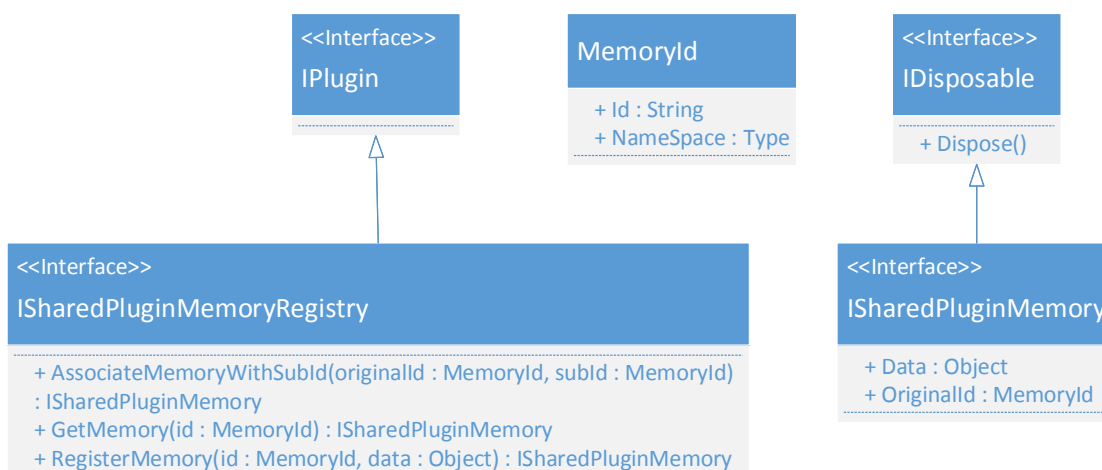 <<Interface>>
IPlugin
MemoryId
+ Id : String
+ NameSpace : Type
<<Interface>>
IDisposable
+ Dispose()
<<Interface>>
ISharedPluginMemoryRegistry
+ AssociateMemoryWithSubId(originalId : MemoryId, subId : MemoryId)
: ISharedPluginMemory
+ GetMemory(id : MemoryId) : ISharedPluginMemory
+ RegisterMemory(id : MemoryId, data : Object) : ISharedPluginMemory
<<Interface>>
ISharedPluginMemory
+ Data : Object
+ OriginalId : MemoryId